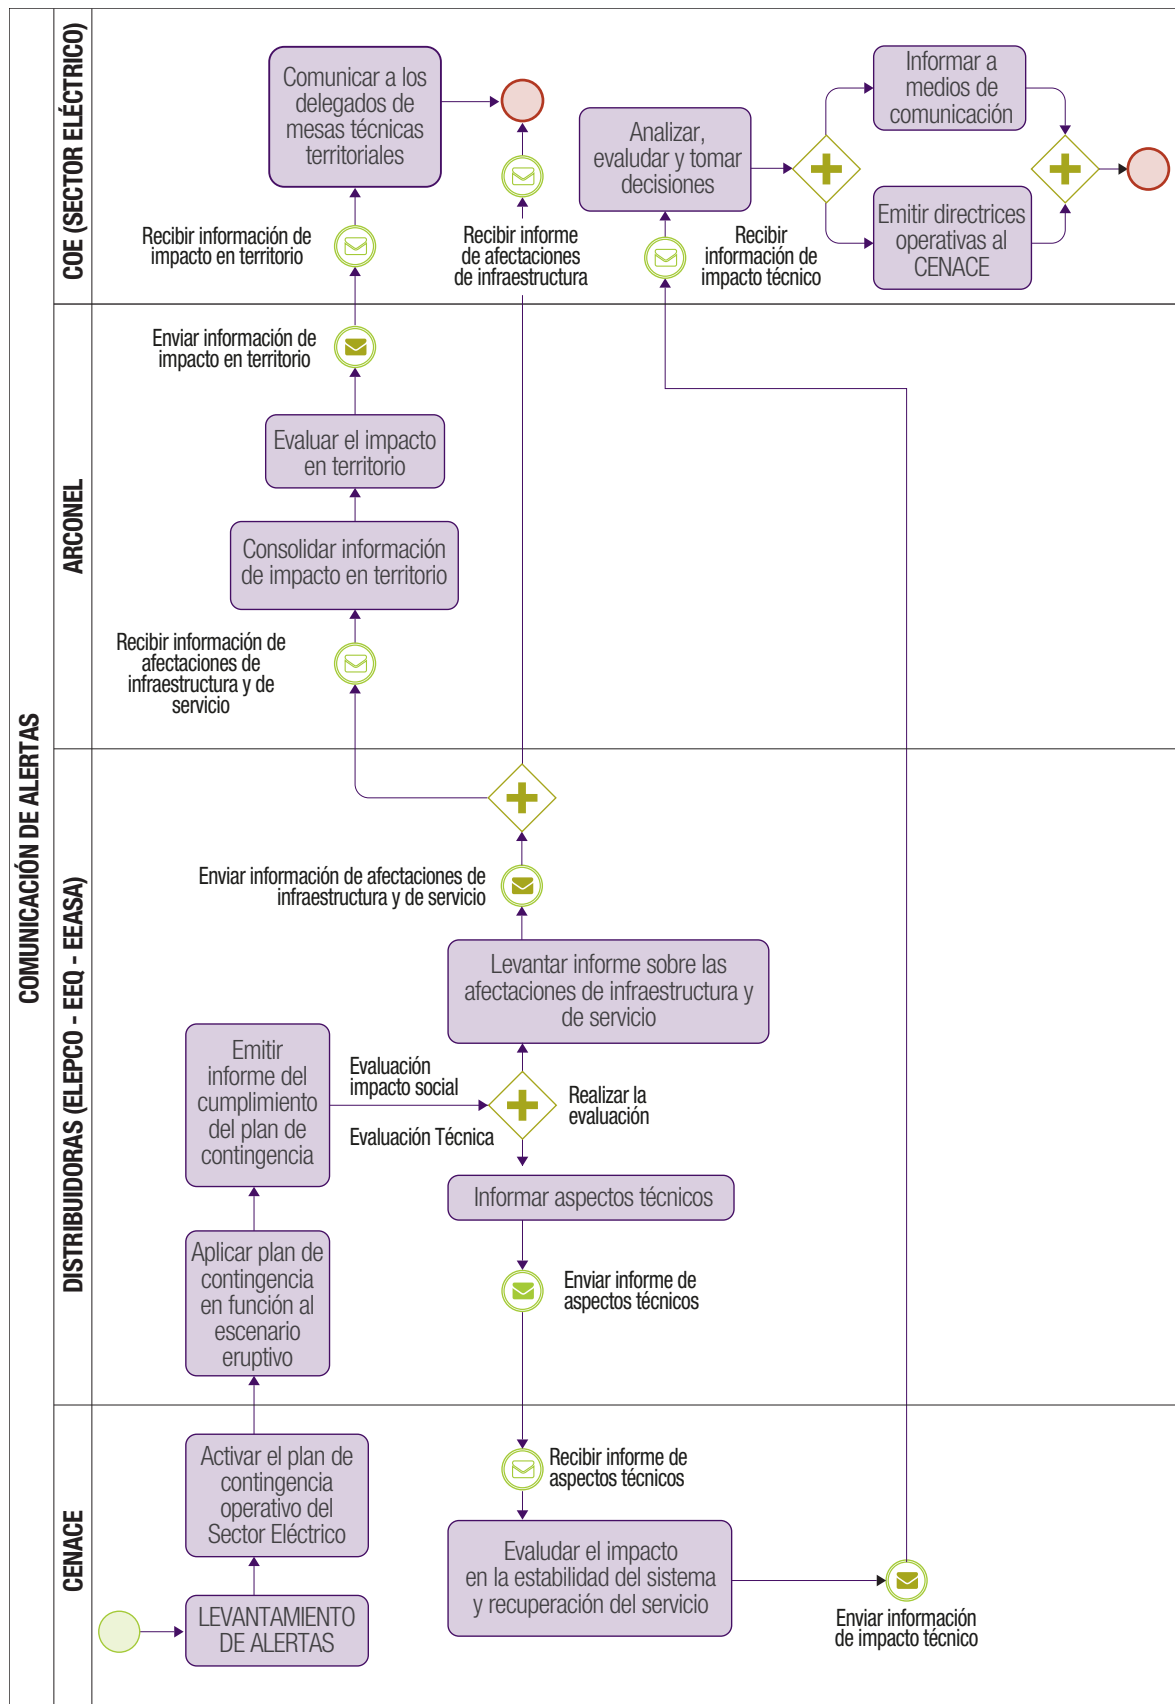 COMUNICACIÓN DE ALERTAS
COE (SECTOR ELÉCTRICO)
Comunicar a los
delegados de
mesas técnicas
territoriales
Recibir información de
impacto en territorio
Recibir informe
de afectaciones
de infraestructura
Analizar,
evaludar y tomar
decisiones
Recibir
información de
impacto técnico
Informar a
medios de
comunicación
Emitir directrices
operativas al
CENACE
ARCONEL
Enviar información de
impacto en territorio
Evaluar el impacto
en territorio
Consolidar información
de impacto en territorio
Recibir información de
afectaciones de
infraestructura y de
servicio
DISTRIBUIDORAS (ELEPCO - EEQ - EEASA)
Enviar información de afectaciones de
infraestructura y de servicio
Levantar informe sobre las
afectaciones de infraestructura y
de servicio
Emitir
informe del
cumplimiento
del plan de
contingencia
Evaluación
impacto social
Evaluación Técnica
Realizar la
evaluación
Informar aspectos técnicos
Aplicar plan de
contingencia
en función al
escenario
eruptivo
Enviar informe de
aspectos técnicos
CENACE
Activar el plan de
contingencia
operativo del
Sector Eléctrico
Recibir informe de
aspectos técnicos
Evaludar el impacto
en la estabilidad del sistema
y recuperación del servicio
LEVANTAMIENTO
DE ALERTAS
Enviar información
de impacto técnico